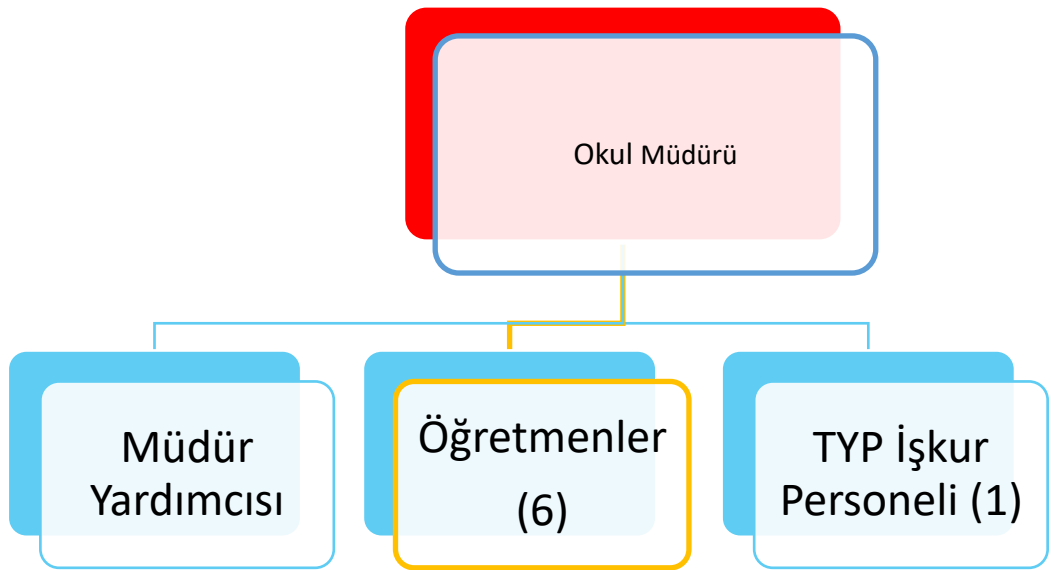 Okul Müdürü
Müdür
Yardımcısı
Öğretmenler
(6)
TYP İşkur
Personeli (1)